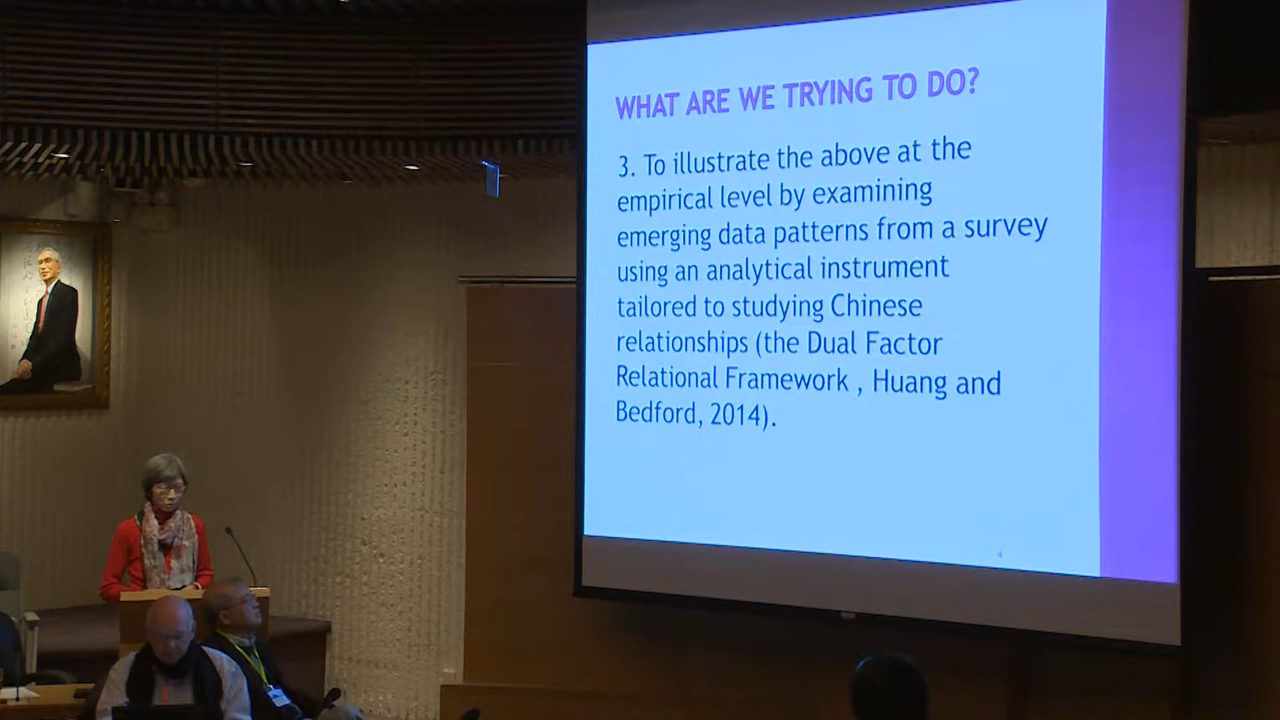 WHAT ARE WE TRYING TO DO?
3. To illustrate the above at the
empirical level by examining
emerging data patterns from a survey
using an analytical instrument
tailored to studying Chinese
relationships (the Dual Factor
Relational Framework , Huang and
Bedford, 2014).
4